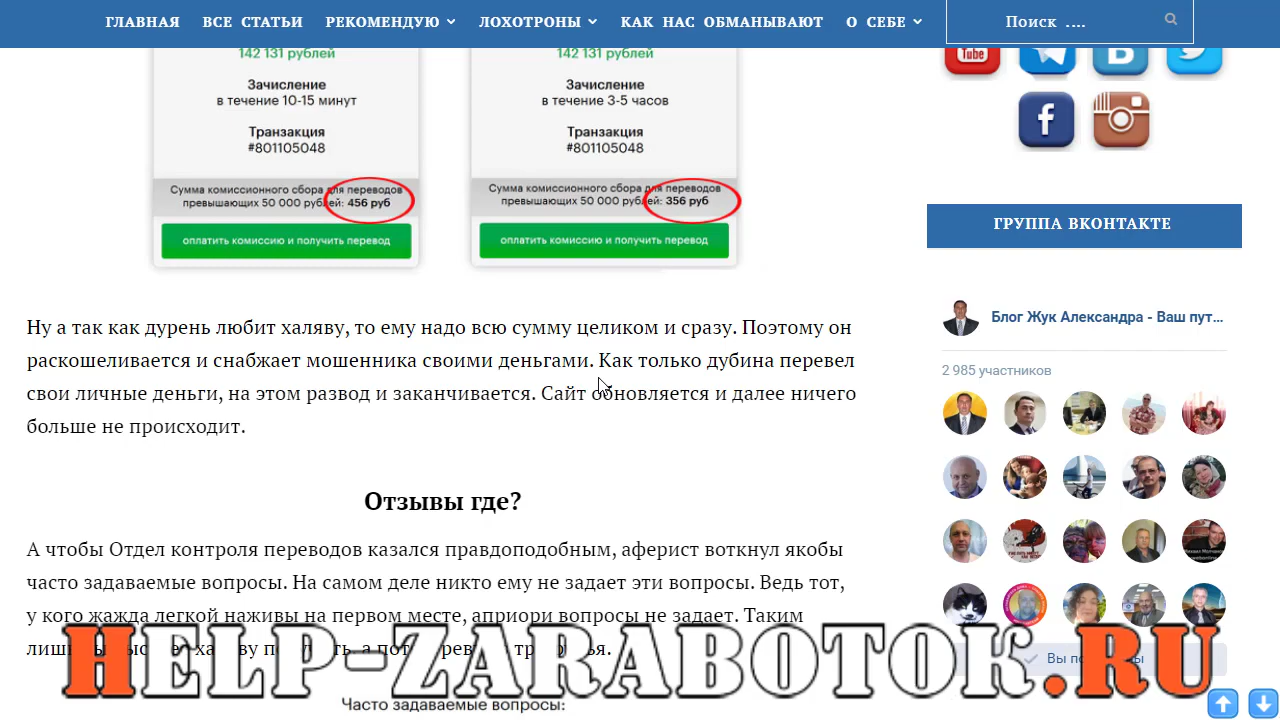 ГЛАВНАЯ ВСЕ СТАТЬИ РЕКОМЕНДУЮ ЛОХОТРОНЫ КАК НАС ОБМАНЫВАЮТ О СЕБЕ Поиск ....
142 131 рублей
Зачисление
в течение 10-15 минут
Транзакция
#801105048
Сумма комиссионного сбора для переводов
превышающих 50 000 рублей: 456 руб
оплатить комиссию и получить перевод
142 131 рублей
Зачисление
в течение 3-5 часов
Транзакция
#801105048
Сумма комиссионного сбора для переводов
превышающих 50 000 рублей: 356 руб
оплатить комиссию и получить перевод
Ну а так как дурень любит халяву, то ему надо всю сумму целиком и сразу. Поэтому он
раскошеливается и снабжает мошенника своими деньгами. Как только дубина перевел
свои личные деньги, на этом развод и заканчивается. Сайт обновляется и далее ничего
больше не происходит.
Отзывы где?
А чтобы Отдел контроля переводов казался правдоподобным, аферист воткнул якобы
часто задаваемые вопросы. На самом деле никто ему не задает эти вопросы. Ведь тот,
у кого жажда легкой наживы на первом месте, априори вопросы не задает. Таким
Часто задаваемые вопросы:
You Tube
ГРУППА ВКОНТАКТЕ
Блог Жук Александра - Ваш пут...
2 985 участников
HELP-ZARABOTOK.RU